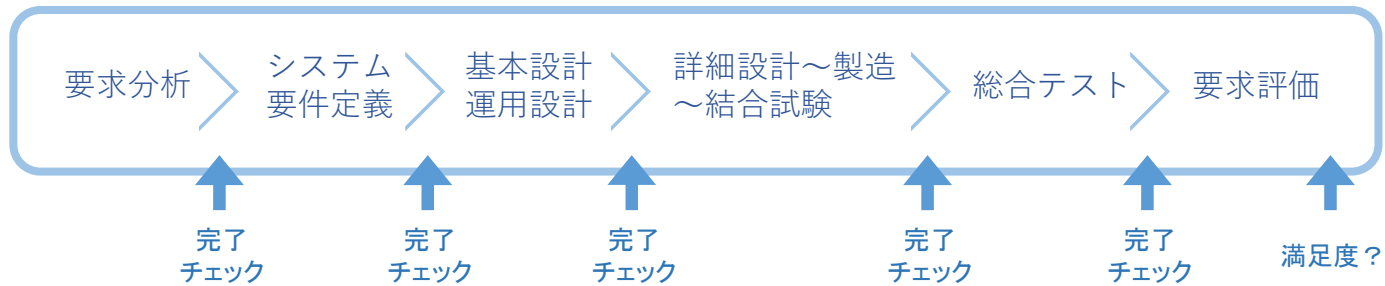 要求分析
システム
要件定義
基本設計
運用設計
詳細設計～製造
～結合試験
総合テスト
要求評価
完了
チェック
完了
チェック
完了
チェック
完了
チェック
完了
チェック
満足度？